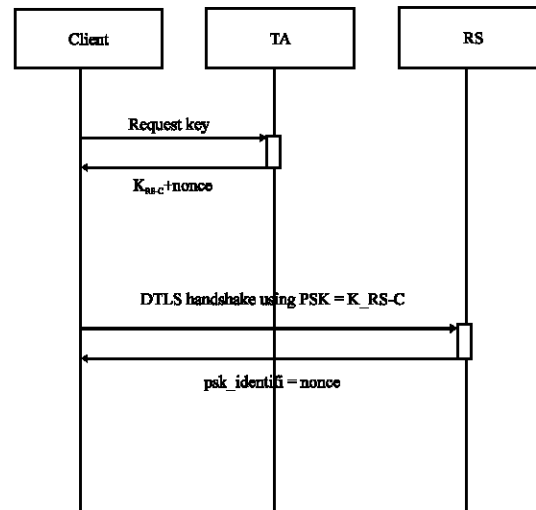 Client TA RS
Request key
K_RS-C+nonce
DTLS handshake using PSK = K_RS-C
psk_identifi = nonce